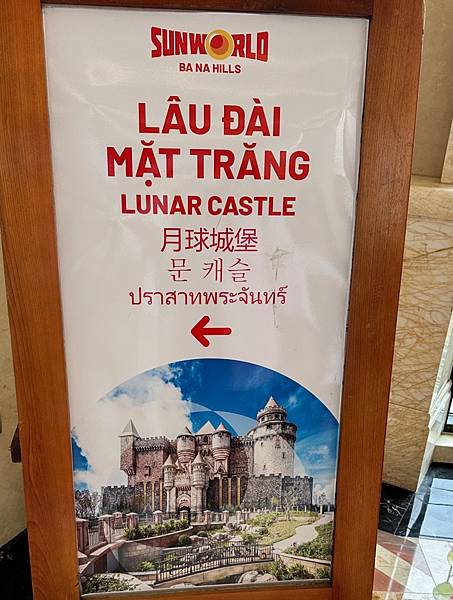 SUNWORLD
BA NA HILLS
LÂU ĐÀI
MẶT TRĂNG
LUNAR CASTLE
月球城堡
문 캐슬
ปราสาทพระจันทร์